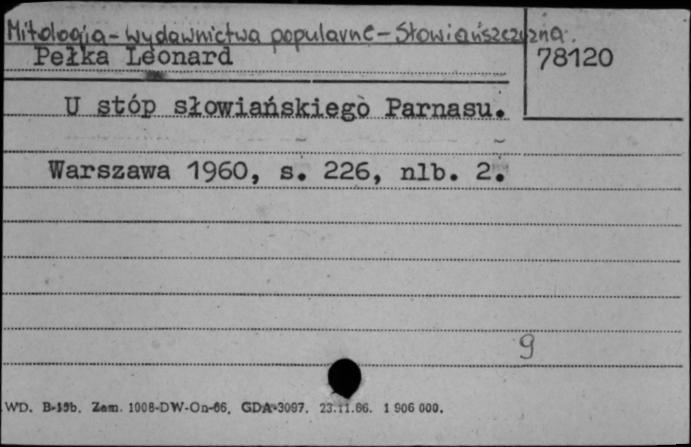 Mitologia - wydawnictwa popularne - Słowiańszczyzna.
Pełka Leonard
78120
U stóp słowiańskiego Parnasu.
Warszawa 1960, s. 226, nlb. 2.
9
WD. B-15b. Zam. 1008-DW-On-66. GDA-3097. 23.11.66. 1 906 000.